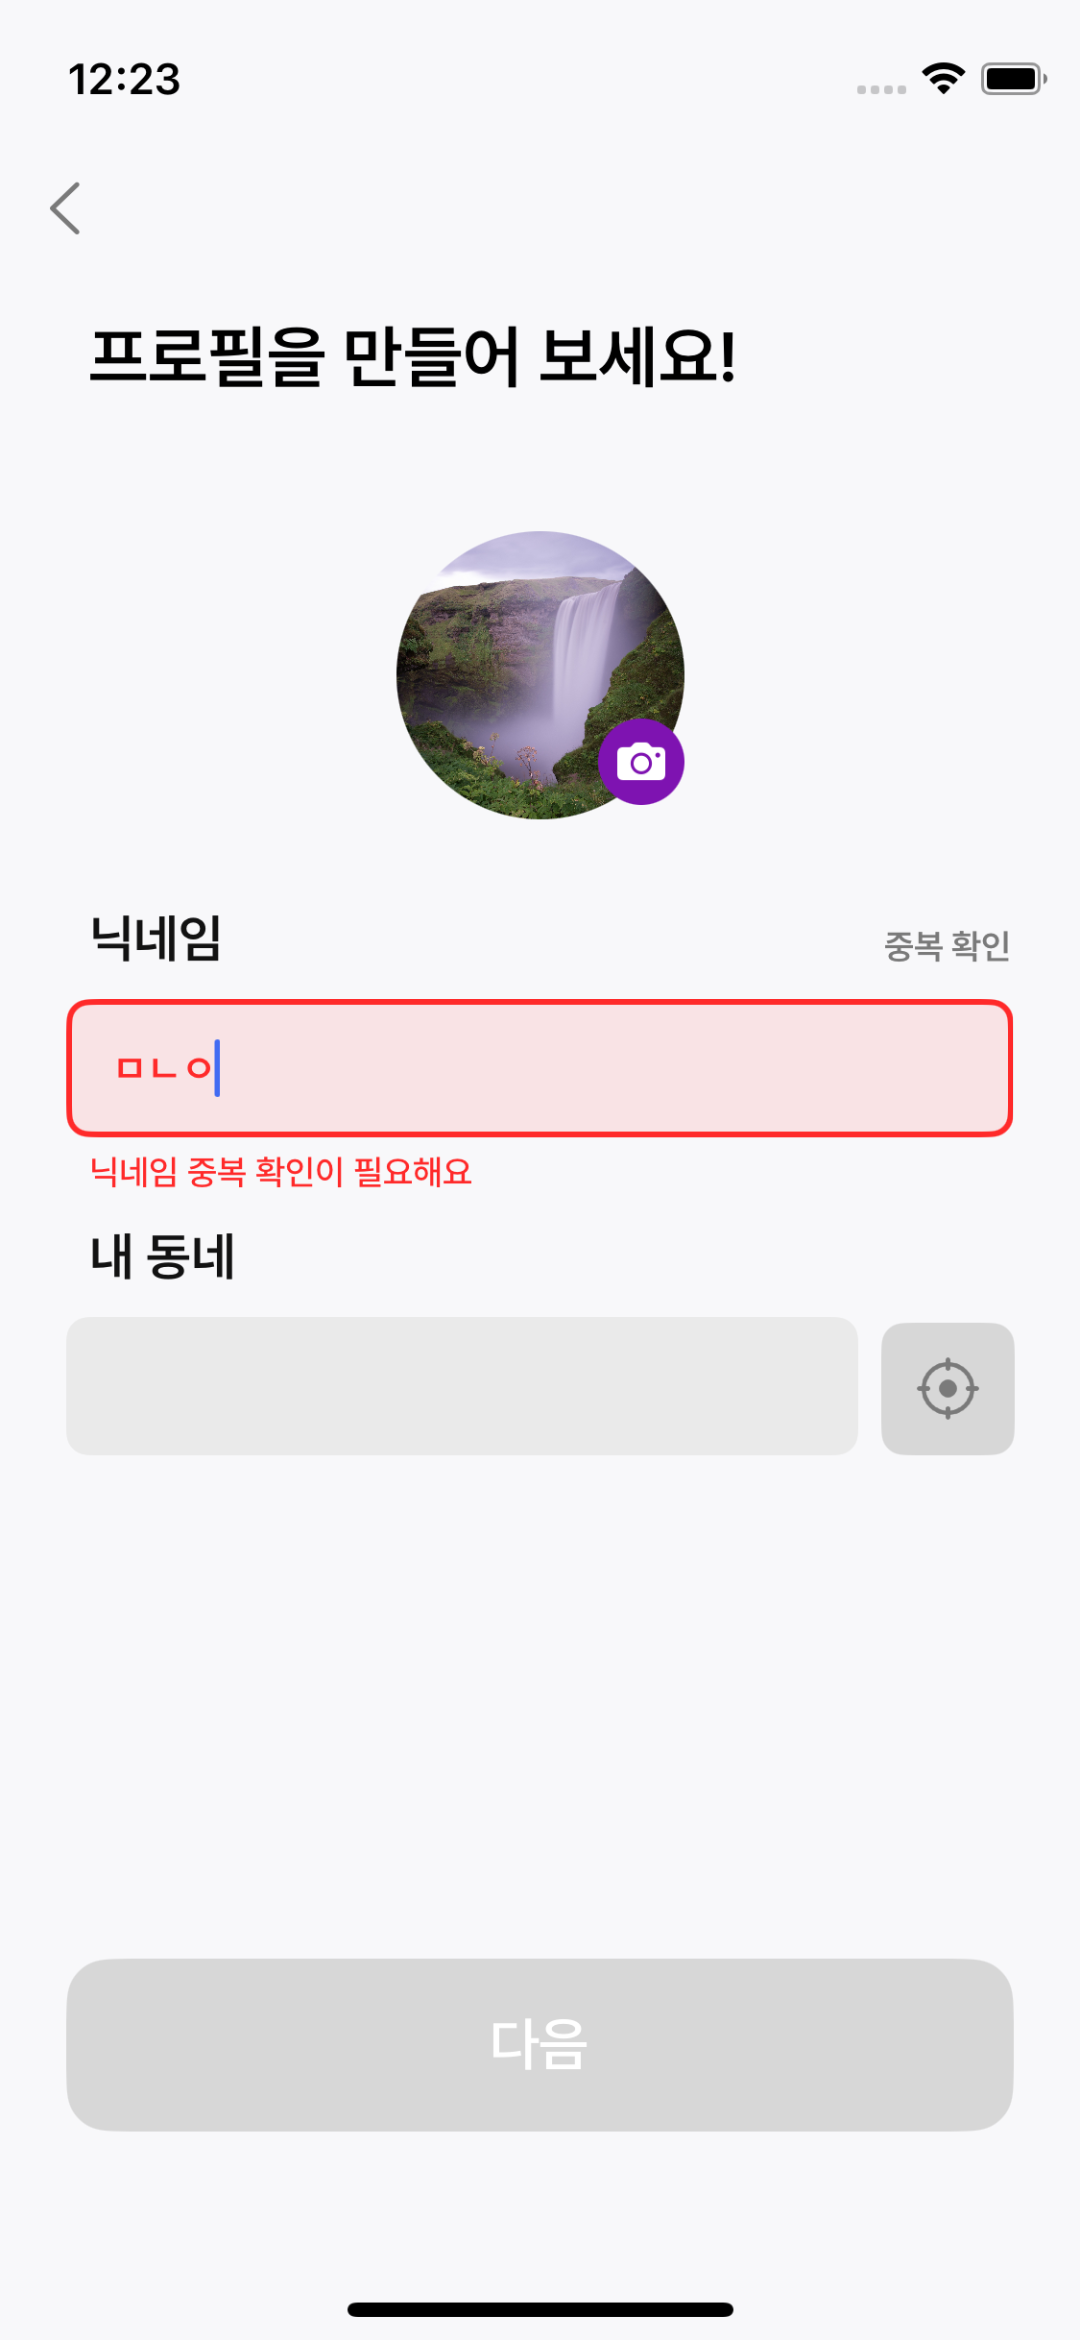 12:23
프로필을 만들어 보세요!
닉네임
중복 확인
ㅁㄴㅇ
닉네임 중복 확인이 필요해요
내 동네
다음